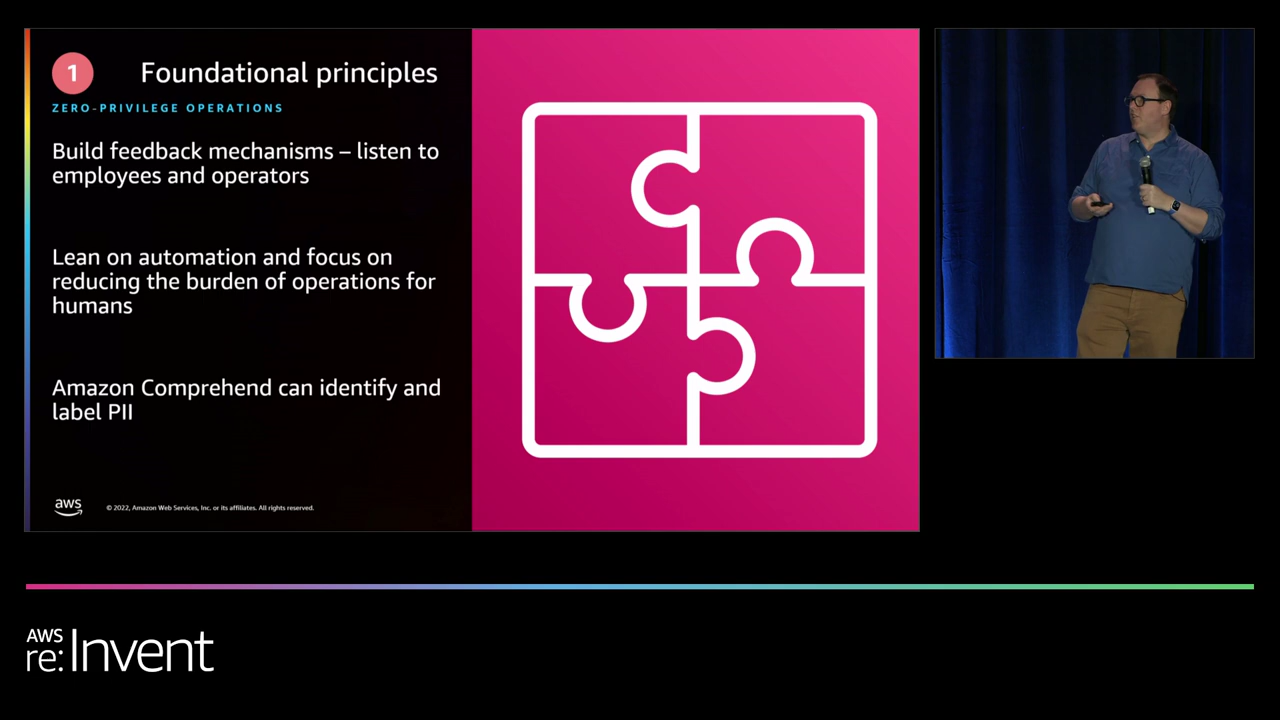 1
Foundational principles
ZERO-PRIVILEGE OPERATIONS
Build feedback mechanisms – listen to
employees and operators
Lean on automation and focus on
reducing the burden of operations for
humans
Amazon Comprehend can identify and
label PII
aws
© 2022, Amazon Web Services, Inc. or its affiliates. All rights reserved.
AWS
re:Invent